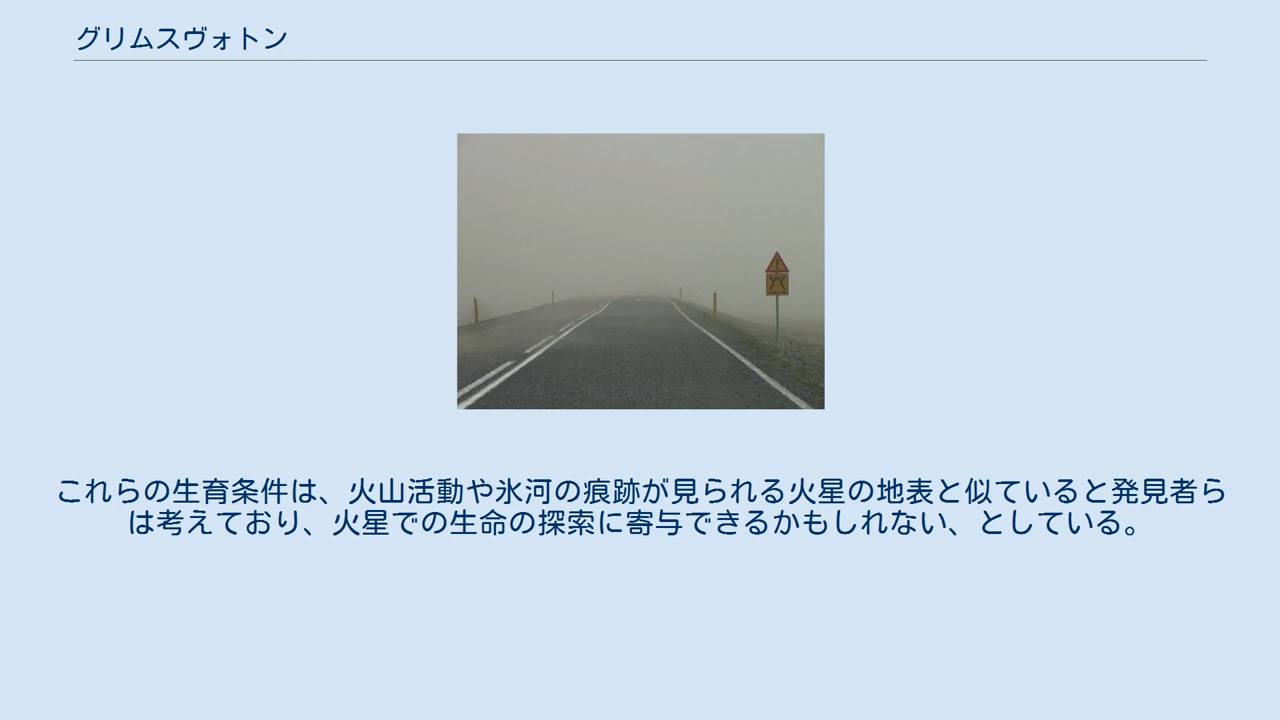 グリムスヴォトン
これらの生育条件は、火山活動や氷河の痕跡が見られる火星の地表と似ていると発見者ら
は考えており、火星での生命の探索に寄与できるかもしれない、としている。